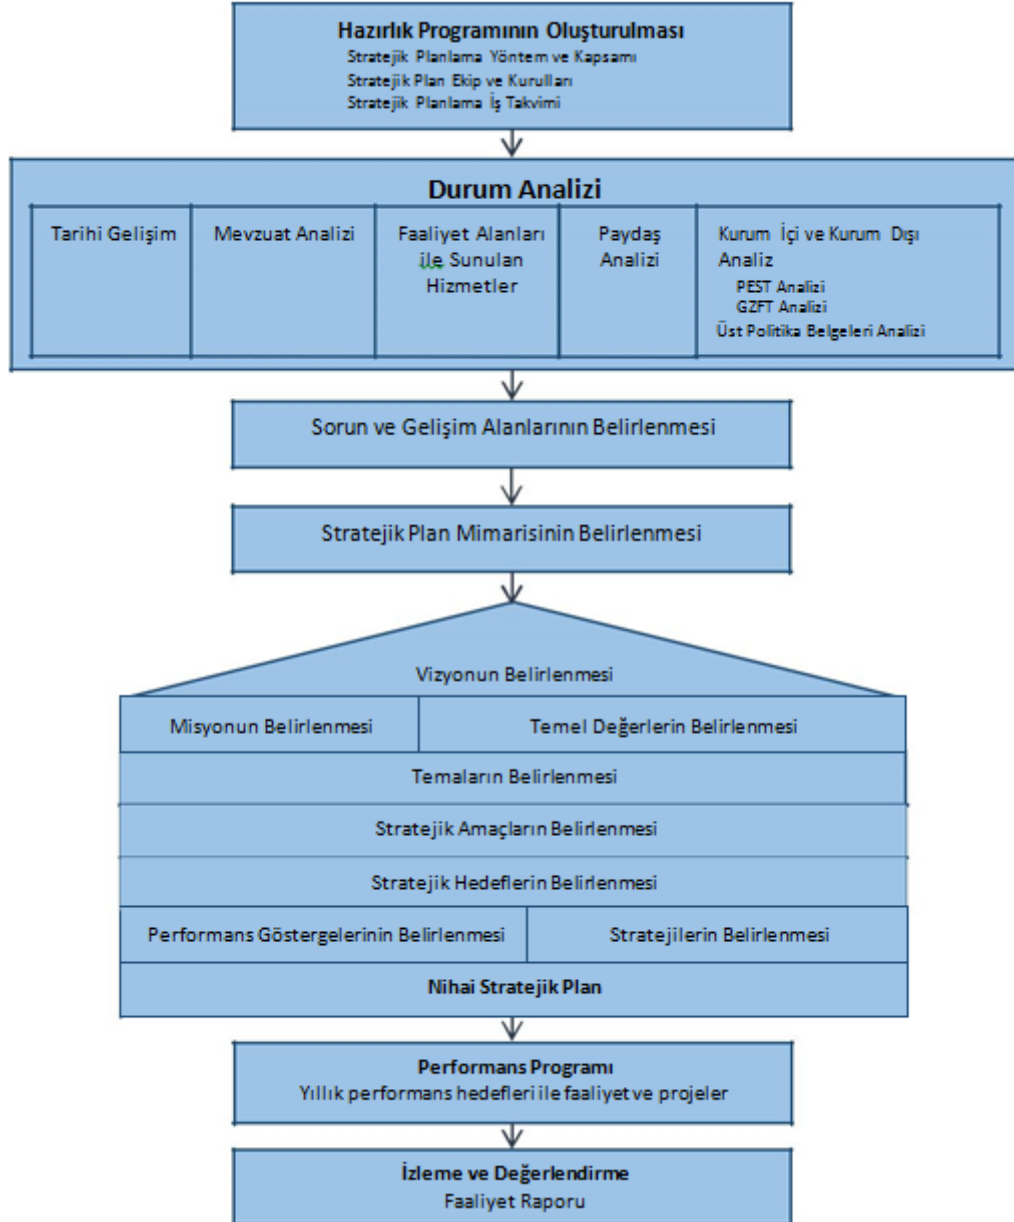 Hazırlık Programının Oluşturulması
Stratejik Planlama Yöntem ve Kapsamı
Stratejik Plan Ekip ve Kurulları
Stratejik Planlama İş Takvimi
Durum Analizi
Tarihi Gelişim
Mevzuat Analizi
Faaliyet Alanları
ile Sunulan
Hizmetler
Paydaş
Analizi
Kurum İçi ve Kurum Dışı
Analiz
PEST Analizi
GZFT Analizi
Üst Politika Belgeleri Analizi
Sorun ve Gelişim Alanlarının Belirlenmesi
Stratejik Plan Mimarisinin Belirlenmesi
Vizyonun Belirlenmesi
Misyonun Belirlenmesi
Temel Değerlerin Belirlenmesi
Temaların Belirlenmesi
Stratejik Amaçların Belirlenmesi
Stratejik Hedeflerin Belirlenmesi
Performans Göstergelerinin Belirlenmesi
Stratejilerin Belirlenmesi
Nihai Stratejik Plan
Performans Programı
Yıllık performans hedefleri ile faaliyet ve projeler
İzleme ve Değerlendirme
Faaliyet Raporu